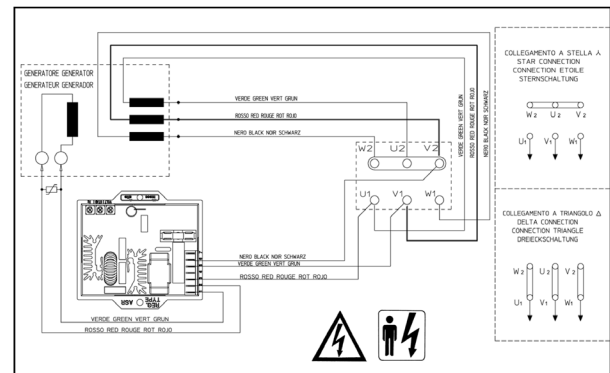 GENERATORE GENERATOR
GENERATEUR GENERADOR
VERDE GREEN VERT GRUN
ROSSO RED ROUGE ROT ROJO
NERO BLACK NOIR SCHWARZ
W2 U2 V2
U1 V1 W1
VERDE GREEN VERT GRUN
ROSSO RED ROUGE ROT ROJO
NERO BLACK NOIR SCHWARZ
COLLEGAMENTO A STELLA
STAR CONNECTION
CONNECTION ETOILE
STERNSCHALTUNG
W2 U2 V2
U1 V1 W1
COLLEGAMENTO A TRIANGOLO △
DELTA CONNECTION
CONNECTION TRIANGLE
DREIECKSCHALTUNG
W2 U2 V2
U1 V1 W1
NERO BLACK NOIR SCHWARZ
VERDE GREEN VERT GRUN
ROSSO RED ROUGE ROT ROJO
REG. TYPE
ASR
VERDE GREEN VERT GRUN
ROSSO RED ROUGE ROT ROJO